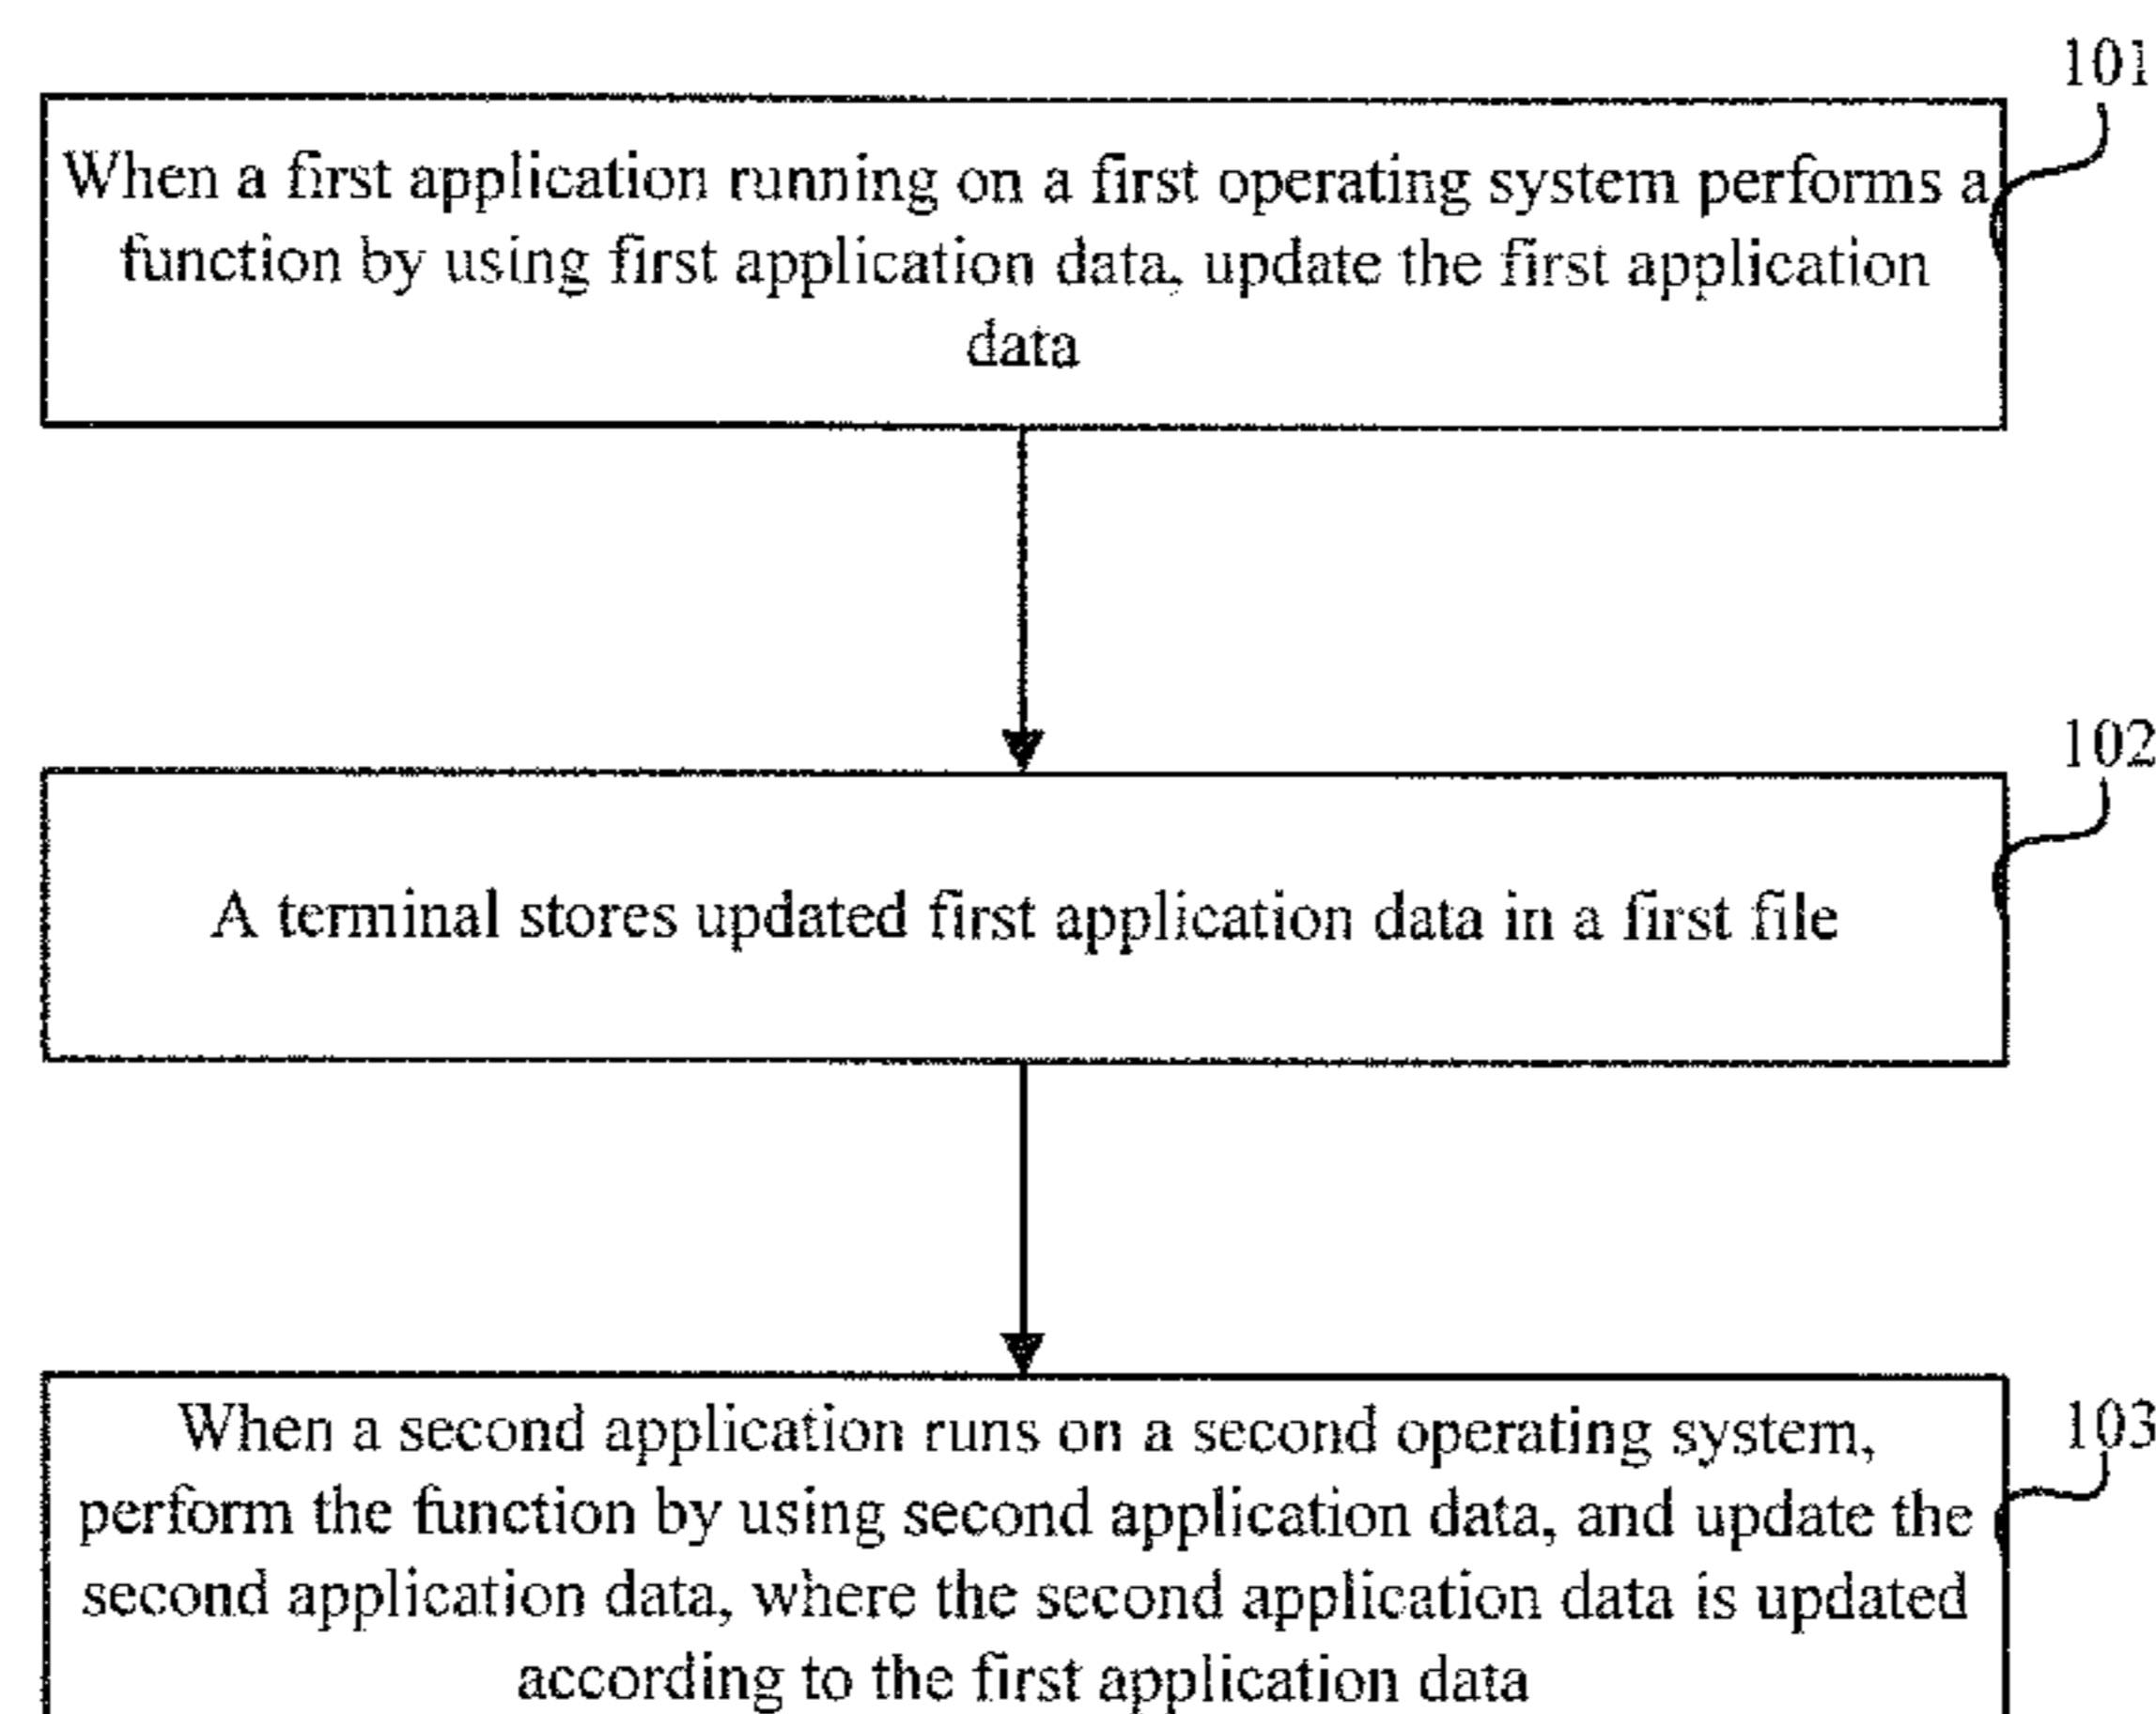 101
When a first application running on a first operating system performs a
function by using first application data, update the first application
data
102
A terminal stores updated first application data in a first file
103
When a second application runs on a second operating system,
perform the function by using second application data, and update the
second application data, where the second application data is updated
according to the first application data